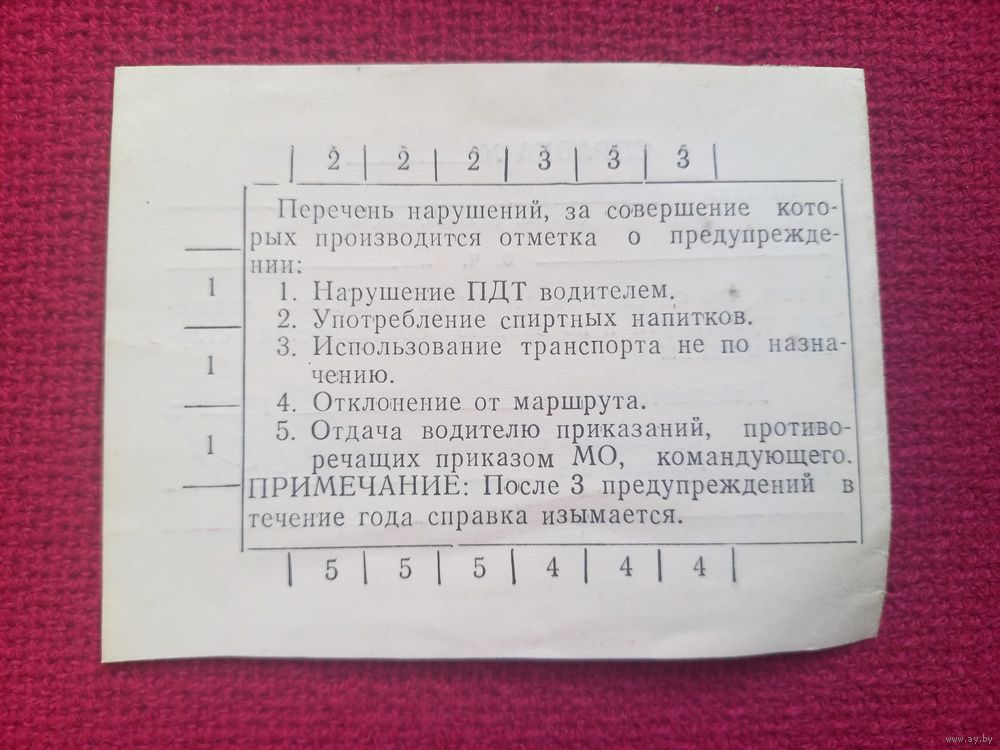 | 2 | 2 | 2 | 3 | 3 | 3 |
Перечень нарушений, за совершение кото-
рых производится отметка о предупрежде-
нии:
1. Нарушение ПДТ водителем.
2. Употребление спиртных напитков.
3. Использование транспорта не по назна-
чению.
4. Отклонение от маршрута.
5. Отдача водителю приказаний, противо-
речащих приказом МО, командующего.
ПРИМЕЧАНИЕ: После 3 предупреждений в
течение года справка изымается.
1
1
1
| 5 | 5 | 5 | 4 | 4 | 4 |
www.ay.by